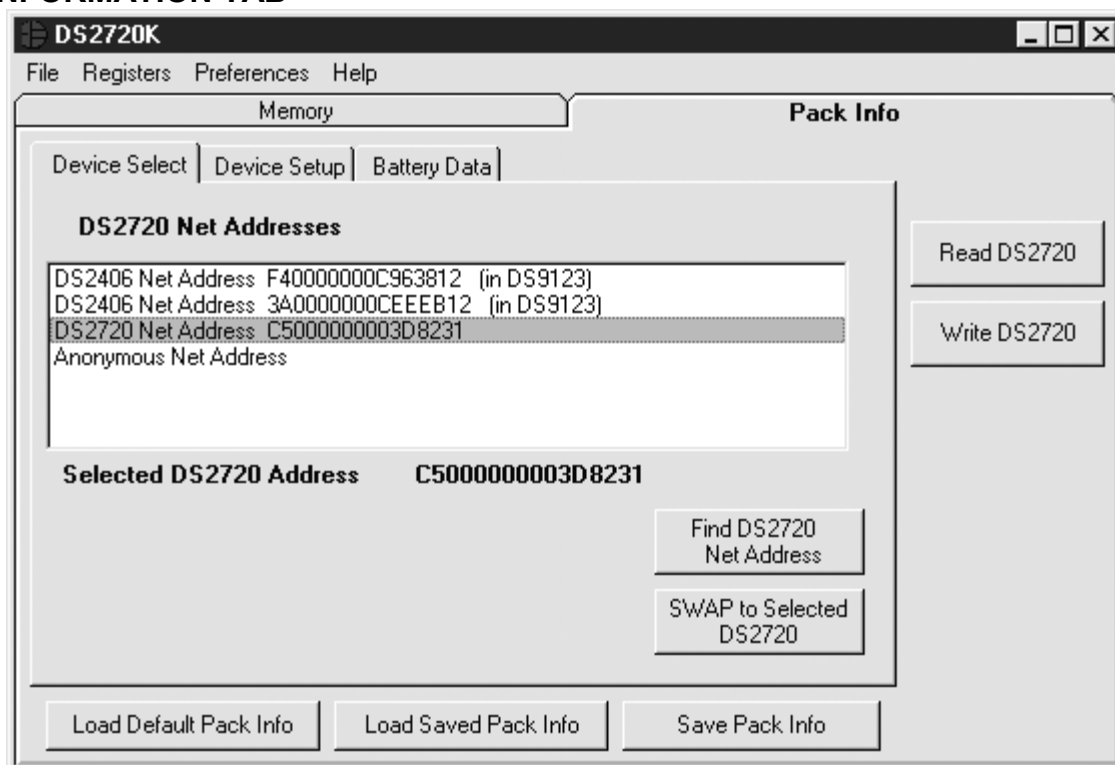 DS2720K
File Registers Preferences Help
Memory Pack Info
Device Select Device Setup Battery Data
DS2720 Net Addresses
DS2406 Net Address F40000000C963812 (in DS9123)
DS2406 Net Address 3A0000000CEEEB12 (in DS9123)
DS2720 Net Address C5000000003D8231
Anonymous Net Address
Selected DS2720 Address C5000000003D8231
Find DS2720
Net Address
SWAP to Selected
DS2720
Read DS2720
Write DS2720
Load Default Pack Info Load Saved Pack Info Save Pack Info